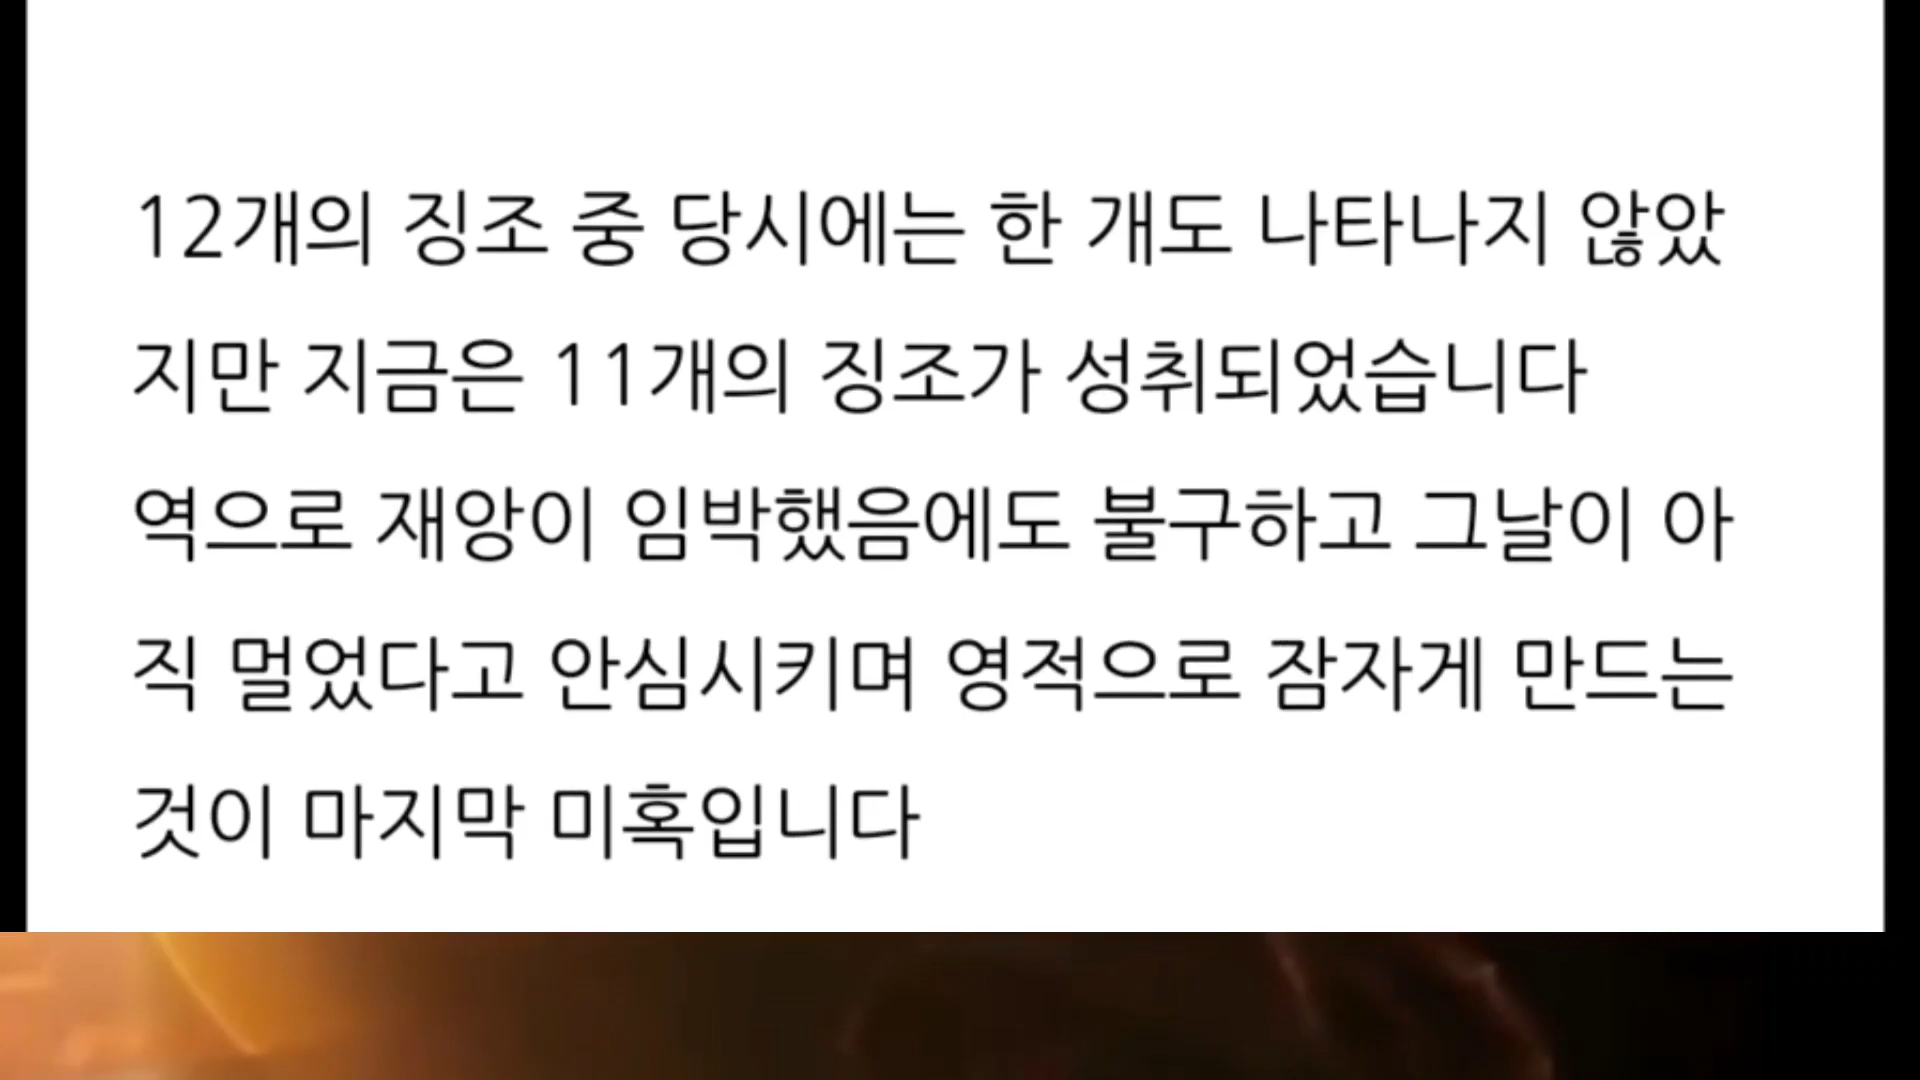 12개의 징조 중 당시에는 한 개도 나타나지 않았
지만 지금은 11개의 징조가 성취되었습니다
역으로 재앙이 임박했음에도 불구하고 그날이 아
직 멀었다고 안심시키며 영적으로 잠자게 만드는
것이 마지막 미혹입니다